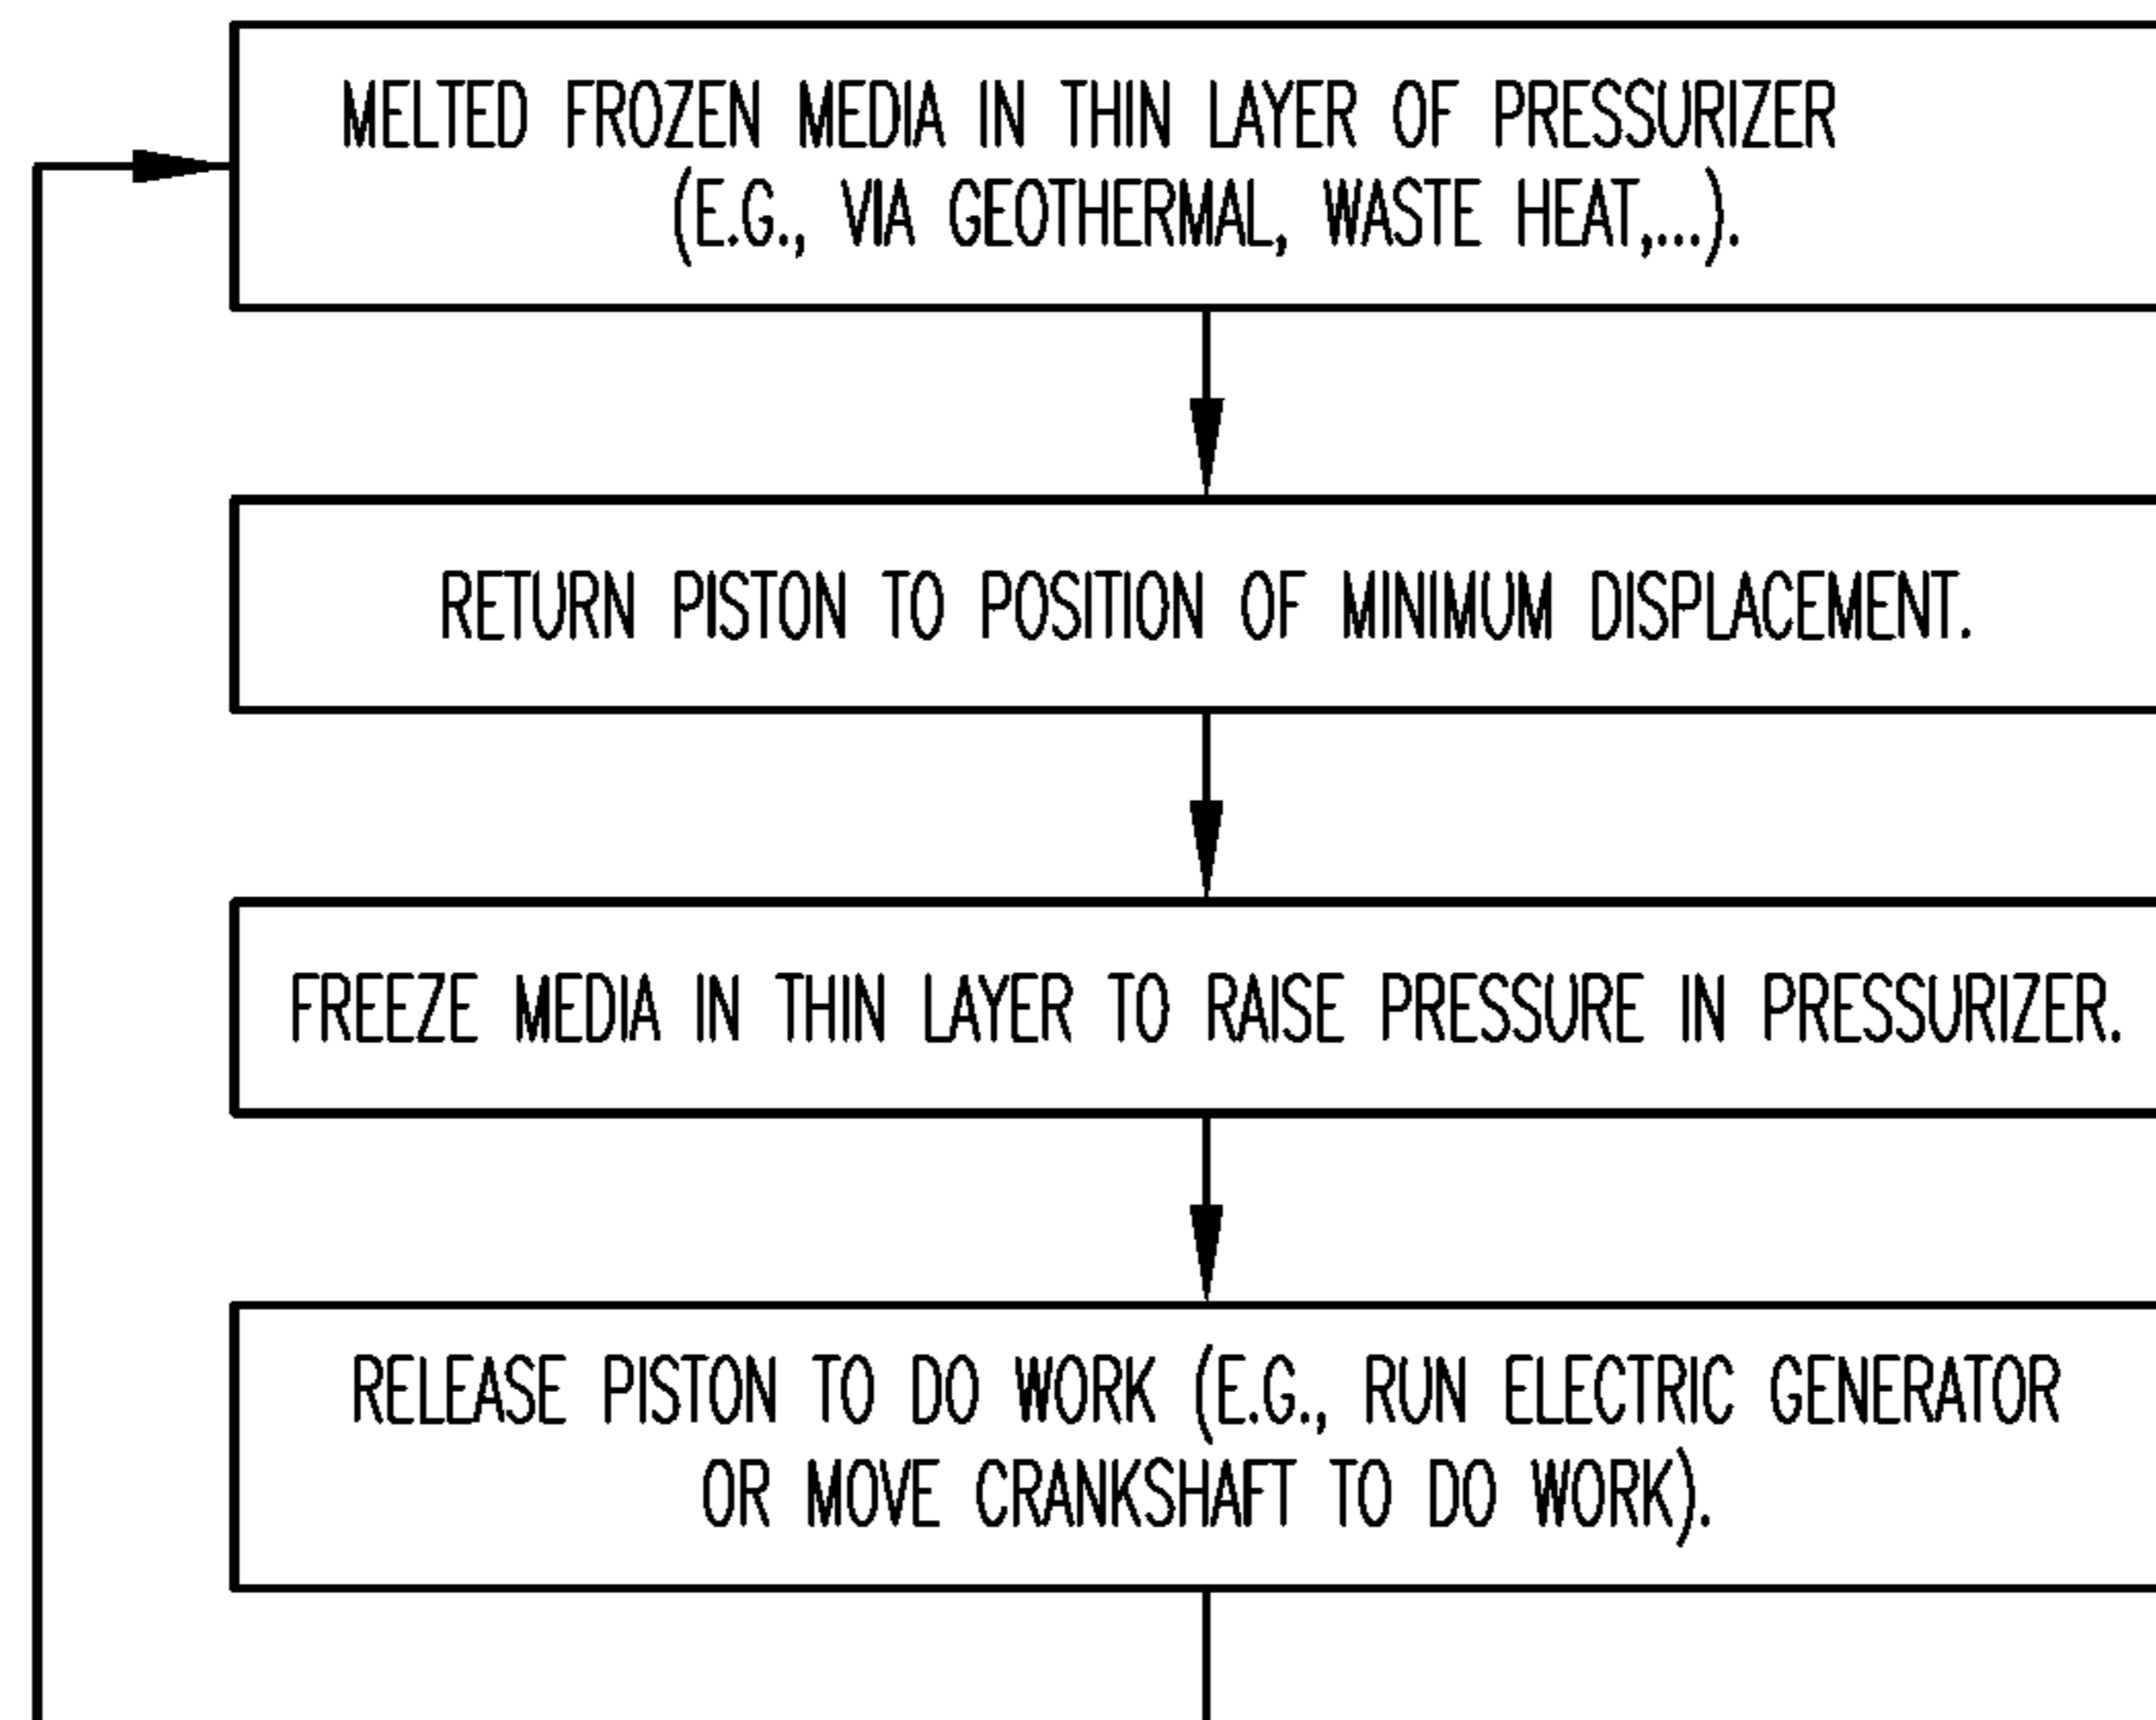 MELTED FROZEN MEDIA IN THIN LAYER OF PRESSURIZER
(E.G., VIA GEOTHERMAL, WASTE HEAT,...).
RETURN PISTON TO POSITION OF MINIMUM DISPLACEMENT.
FREEZE MEDIA IN THIN LAYER TO RAISE PRESSURE IN PRESSURIZER.
RELEASE PISTON TO DO WORK (E.G., RUN ELECTRIC GENERATOR
OR MOVE CRANKSHAFT TO DO WORK).